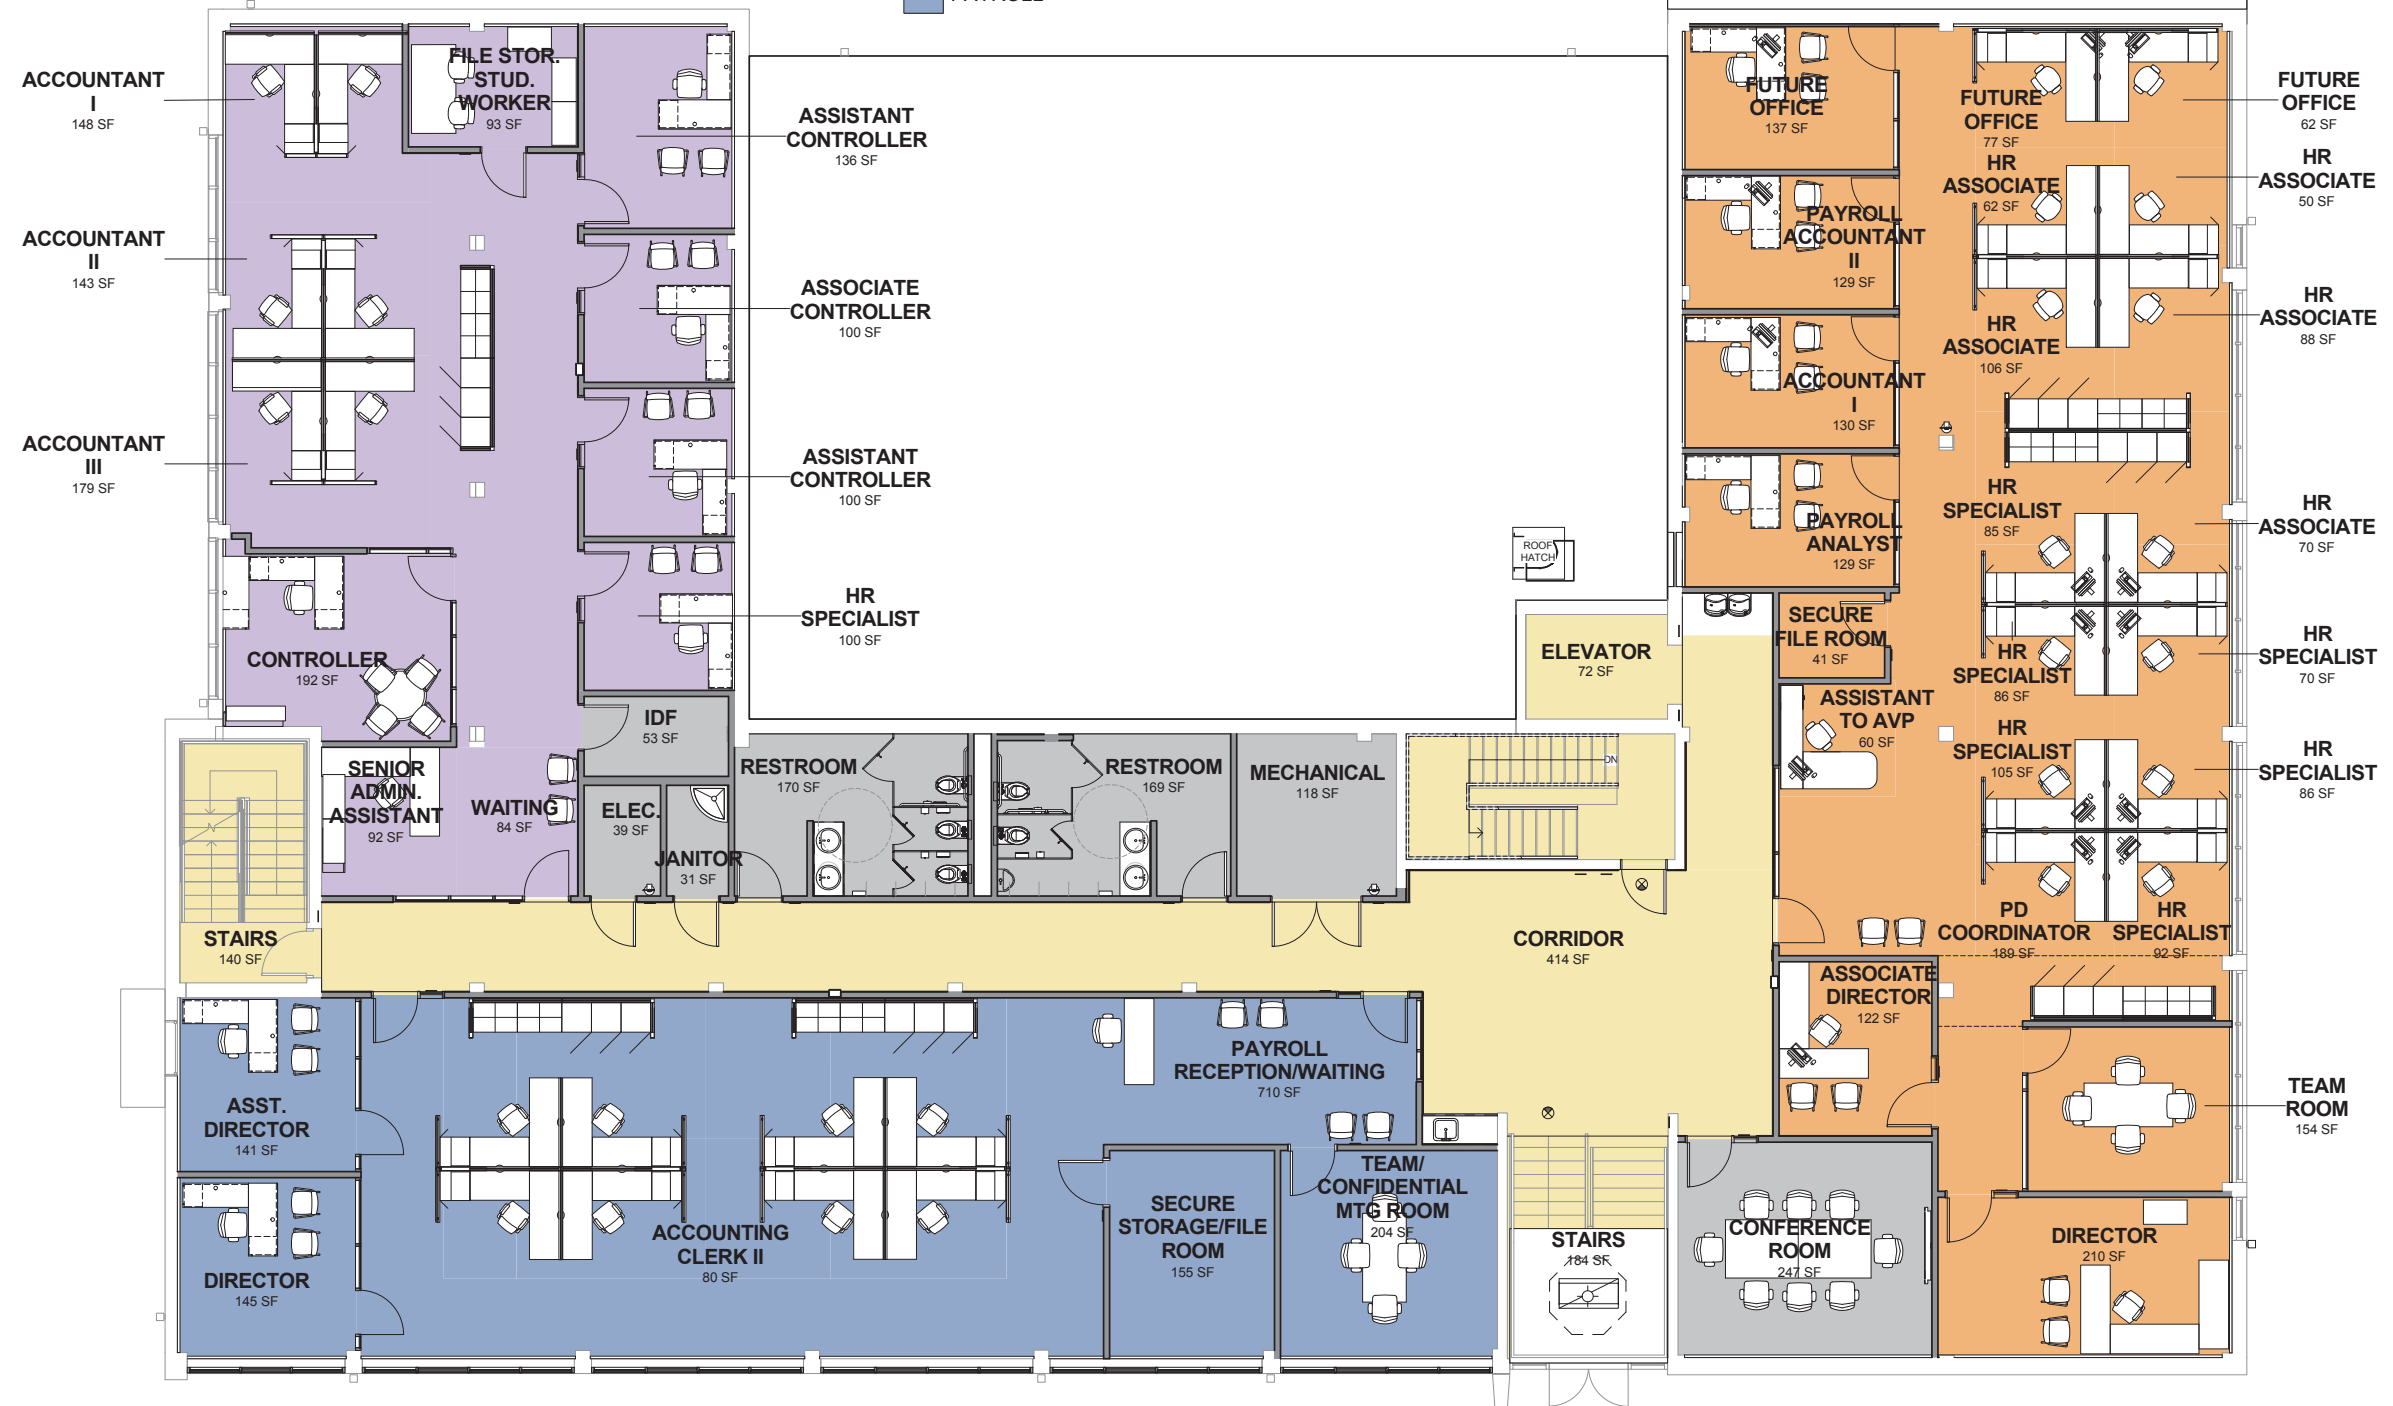 PAYROLL
ACCOUNTANT
I
148 SF
FILE STOR.
STUD.
WORKER
93 SF
ASSISTANT
CONTROLLER
136 SF
ACCOUNTANT
II
143 SF
ASSOCIATE
CONTROLLER
100 SF
ACCOUNTANT
III
179 SF
ASSISTANT
CONTROLLER
100 SF
HR
SPECIALIST
100 SF
CONTROLLER
192 SF
SENIOR
ADMIN.
ASSISTANT
92 SF
WAITING
84 SF
IDF
53 SF
ELEC.
39 SF
JANITOR
31 SF
RESTROOM
170 SF
RESTROOM
169 SF
MECHANICAL
118 SF
ROOF
HATCH
ELEVATOR
72 SF
DN
STAIRS
140 SF
CORRIDOR
414 SF
FUTURE
OFFICE
137 SF
FUTURE
OFFICE
77 SF
FUTURE
OFFICE
62 SF
HR
ASSOCIATE
62 SF
HR
ASSOCIATE
50 SF
PAYROLL
ACCOUNTANT
II
129 SF
HR
ASSOCIATE
106 SF
HR
ASSOCIATE
88 SF
ACCOUNTANT
I
130 SF
PAYROLL
ANALYST
129 SF
HR
SPECIALIST
85 SF
HR
ASSOCIATE
70 SF
SECURE
FILE ROOM
41 SF
HR
SPECIALIST
86 SF
HR
SPECIALIST
70 SF
ASSISTANT
TO AVP
60 SF
HR
SPECIALIST
105 SF
HR
SPECIALIST
86 SF
PD
COORDINATOR
189 SF
HR
SPECIALIST
92 SF
ASSOCIATE
DIRECTOR
122 SF
TEAM
ROOM
154 SF
ASST.
DIRECTOR
141 SF
DIRECTOR
145 SF
ACCOUNTING
CLERK II
80 SF
PAYROLL
RECEPTION/WAITING
710 SF
SECURE
STORAGE/FILE
ROOM
155 SF
TEAM/
CONFIDENTIAL
MTG ROOM
204 SF
STAIRS
184 SF
CONFERENCE
ROOM
247 SF
DIRECTOR
210 SF